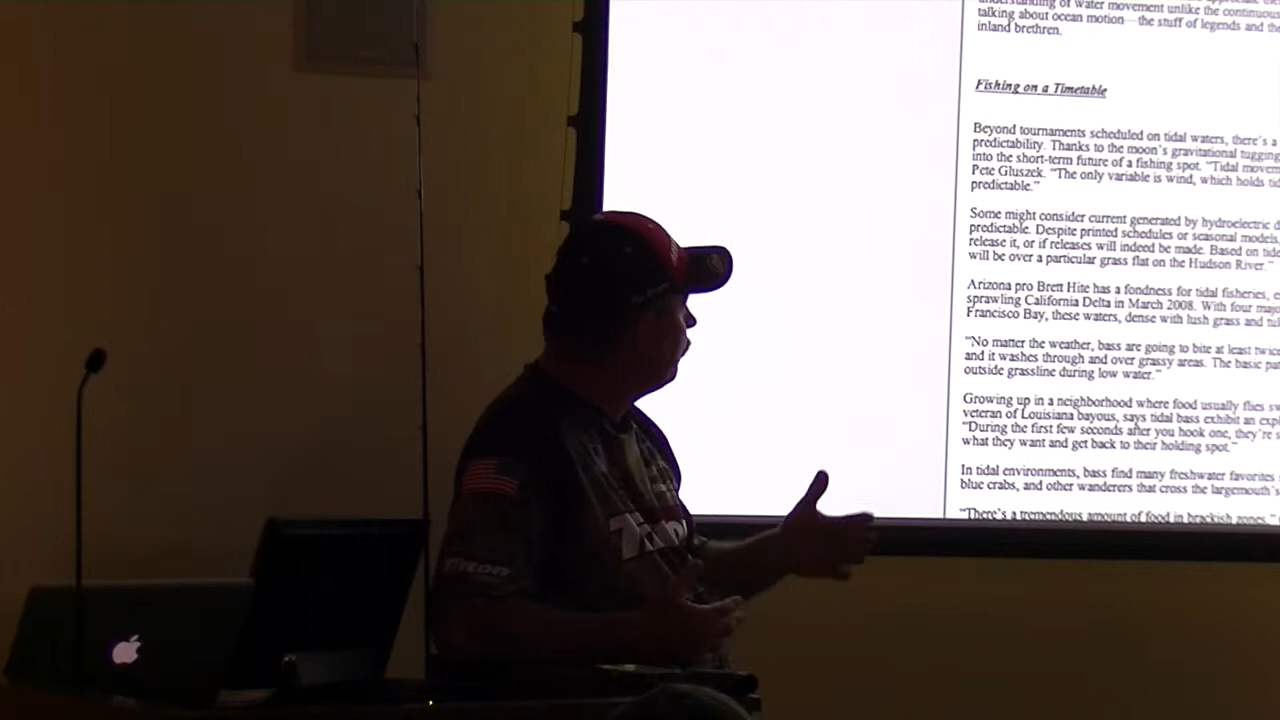 understanding of water movement unlike the continuous
talking about ocean motion—the stuff of legends and the
inland brethren.
Fishing on a Timetable
Beyond tournaments scheduled on tidal waters, there's a
predictability. Thanks to the moon's gravitational tugging
into the short-term future of a fishing spot. "Tidal movem
Pete Gluszek. "The only variable is wind, which holds tid
predictable."
Some might consider current generated by hydroelectric d
predictable. Despite printed schedules or seasonal models,
release it, or if releases will indeed be made. Based on tide
will be over a particular grass flat on the Hudson River."
Arizona pro Brett Hite has a fondness for tidal fisheries, e
sprawling California Delta in March 2008. With four majo
Francisco Bay, these waters, dense with lush grass and tul
"No matter the weather, bass are going to bite at least twice
and it washes through and over grassy areas. The basic pat
outside grassline during low water."
Growing up in a neighborhood where food usually flies sw
veteran of Louisiana bayous, says tidal bass exhibit an expl
"During the first few seconds after you hook one, they're s
what they want and get back to their holding spot."
In tidal environments, bass find many freshwater favorites
blue crabs, and other wanderers that cross the largemouth's
"There's a tremendous amount of food in brackish zones,"
Triton